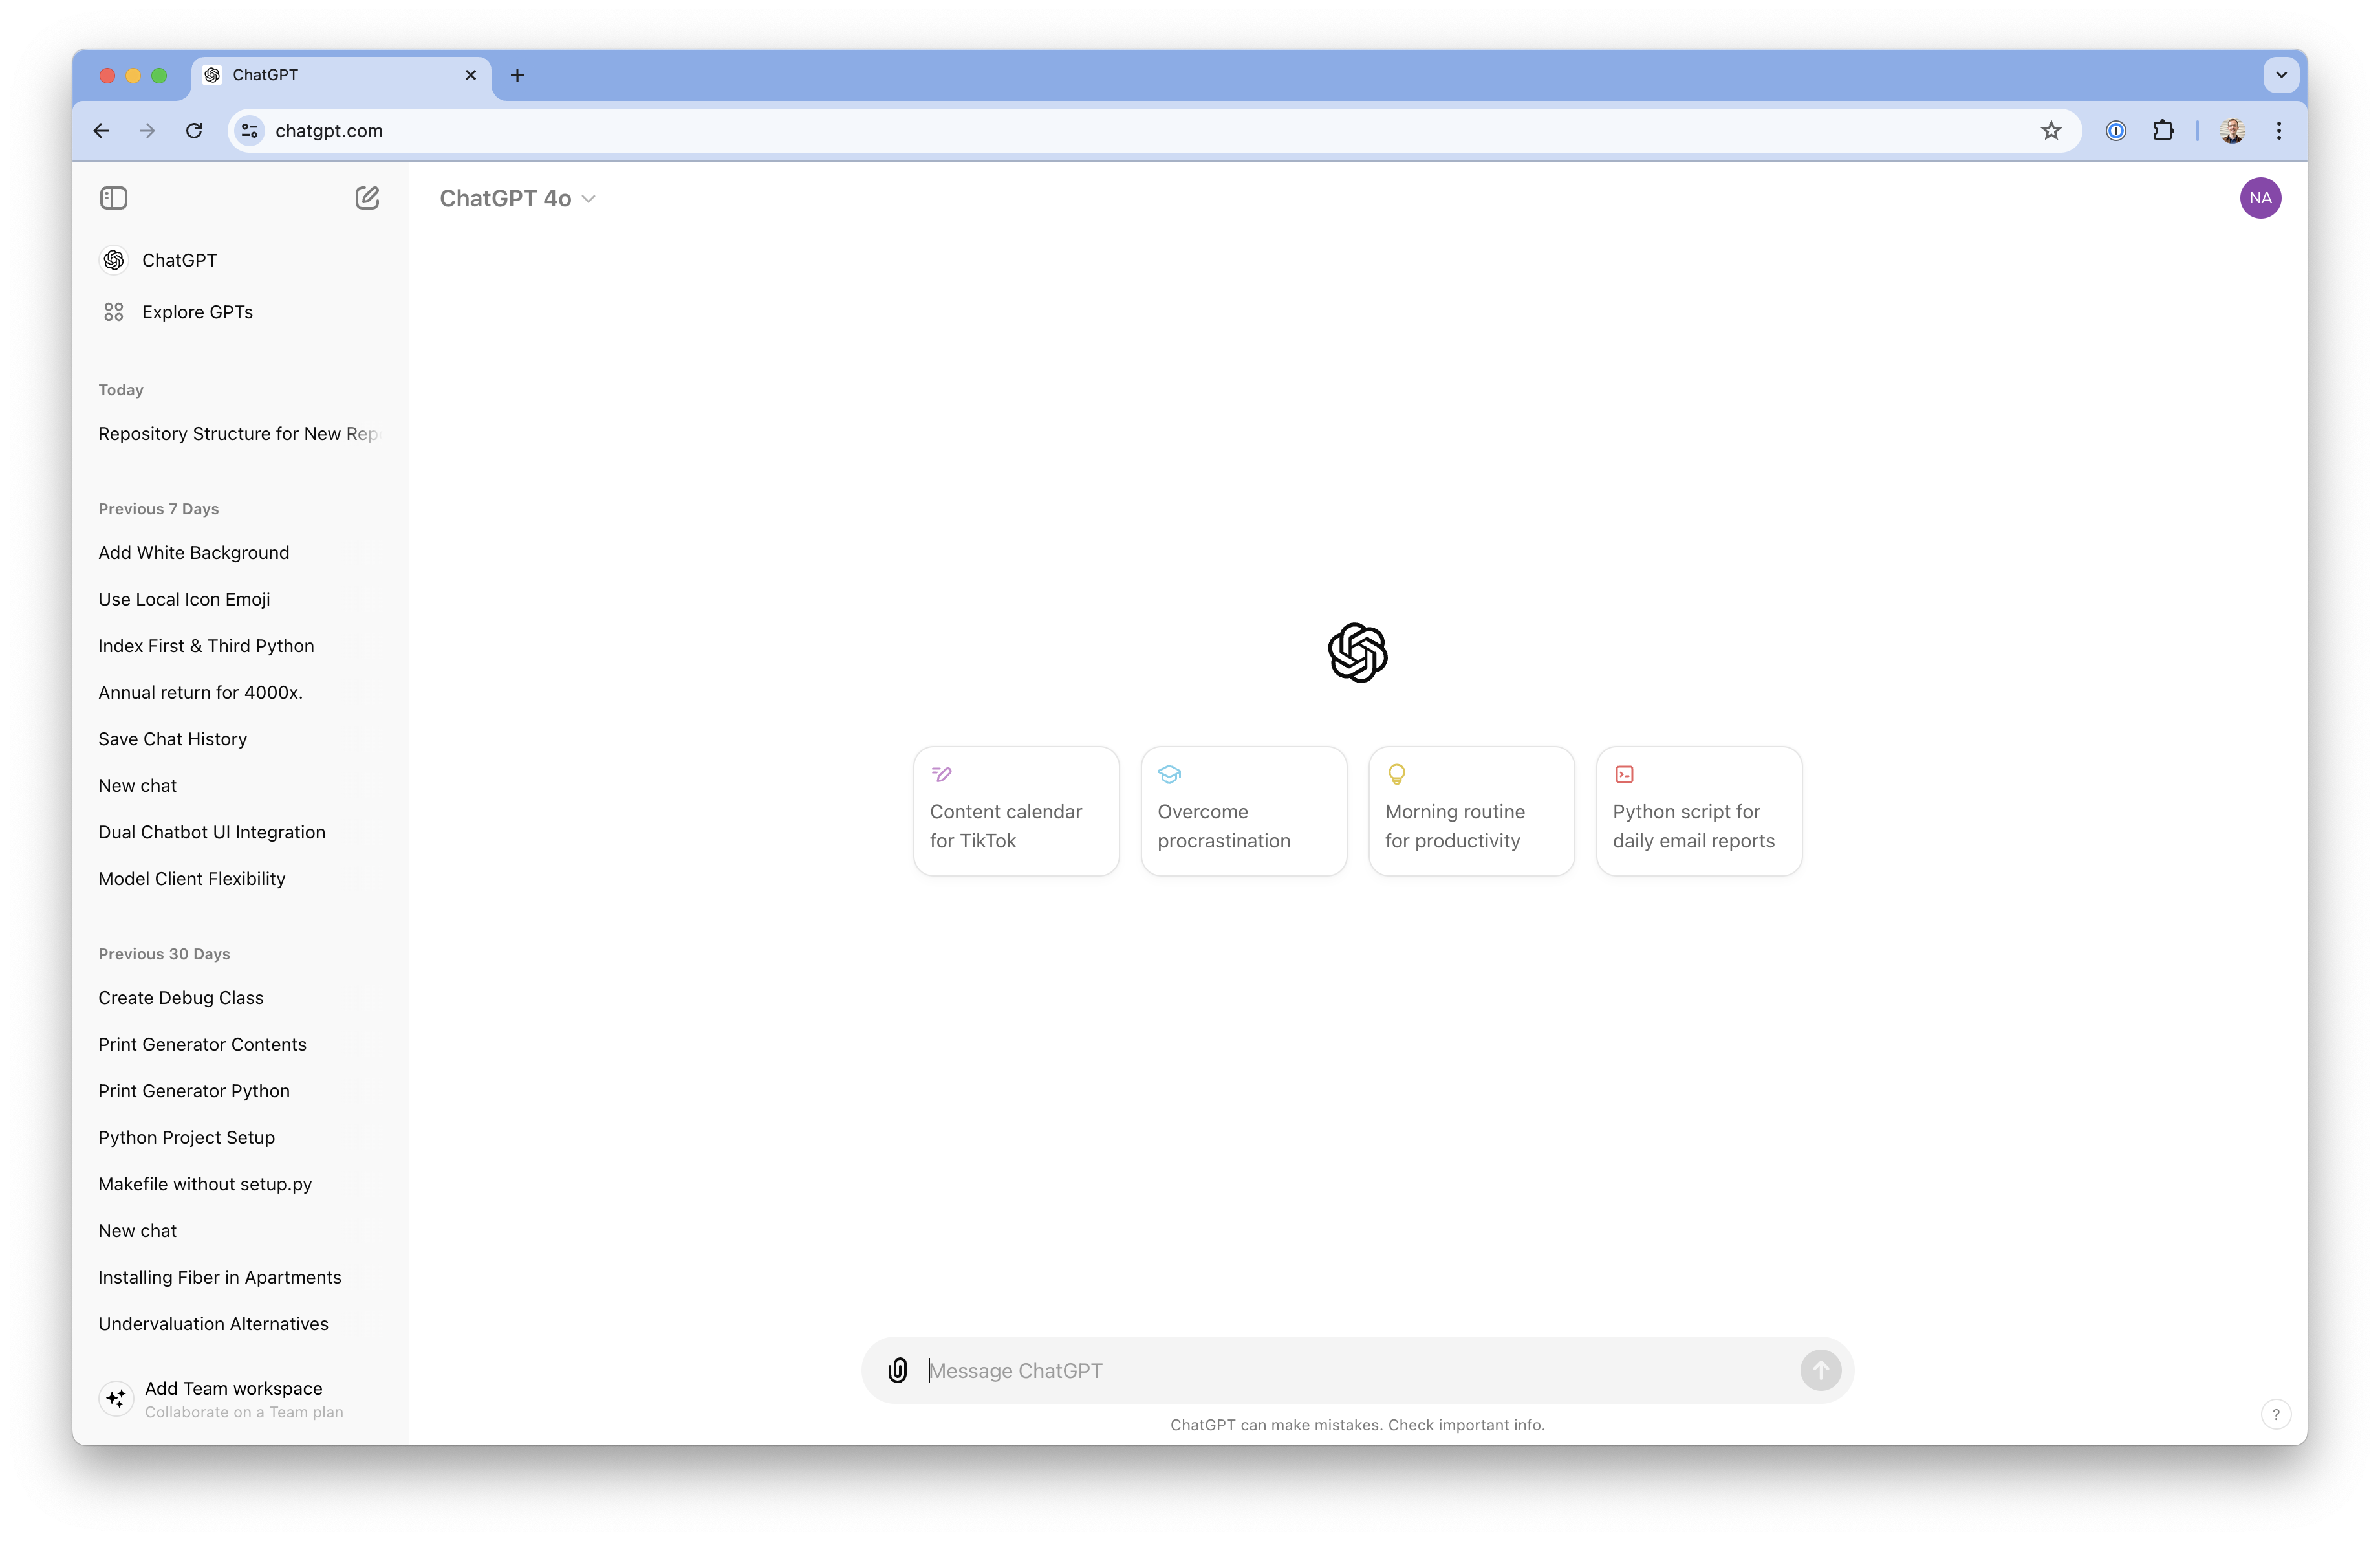 ChatGPT
chatgpt.com
ChatGPT 4o
NA
ChatGPT
Explore GPTs
Today
Repository Structure for New Rep
Previous 7 Days
Add White Background
Use Local Icon Emoji
Index First & Third Python
Annual return for 4000x.
Save Chat History
New chat
Dual Chatbot UI Integration
Model Client Flexibility
Previous 30 Days
Create Debug Class
Print Generator Contents
Print Generator Python
Python Project Setup
Makefile without setup.py
New chat
Installing Fiber in Apartments
Undervaluation Alternatives
Add Team workspace
Collaborate on a Team plan
Content calendar
for TikTok
Overcome
procrastination
Morning routine
for productivity
Python script for
daily email reports
Message ChatGPT
ChatGPT can make mistakes. Check important info.
?